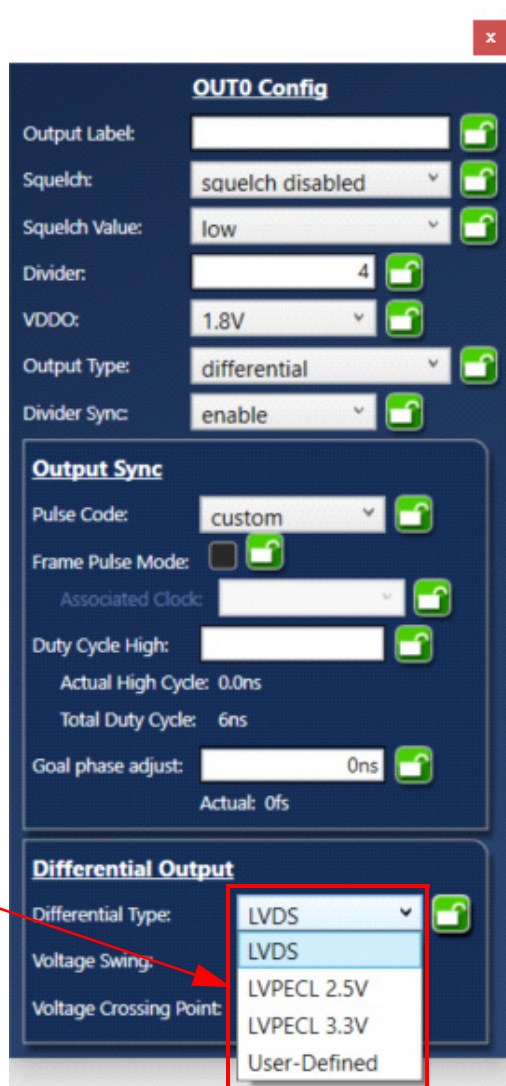 x
OUT0 Config
Output Label:
Squelch: squelch disabled
Squelch Value: low
Divider: 4
VDDO: 1.8V
Output Type: differential
Divider Sync: enable
Output Sync
Pulse Code: custom
Frame Pulse Mode:
Associated Clock:
Duty Cycle High:
Actual High Cycle: 0.0ns
Total Duty Cycle: 6ns
Goal phase adjust: 0ns
Actual: 0fs
Differential Output
Differential Type: LVDS
Voltage Swing: LVDS
LVPECL 2.5V
Voltage Crossing Point: LVPECL 3.3V
User-Defined